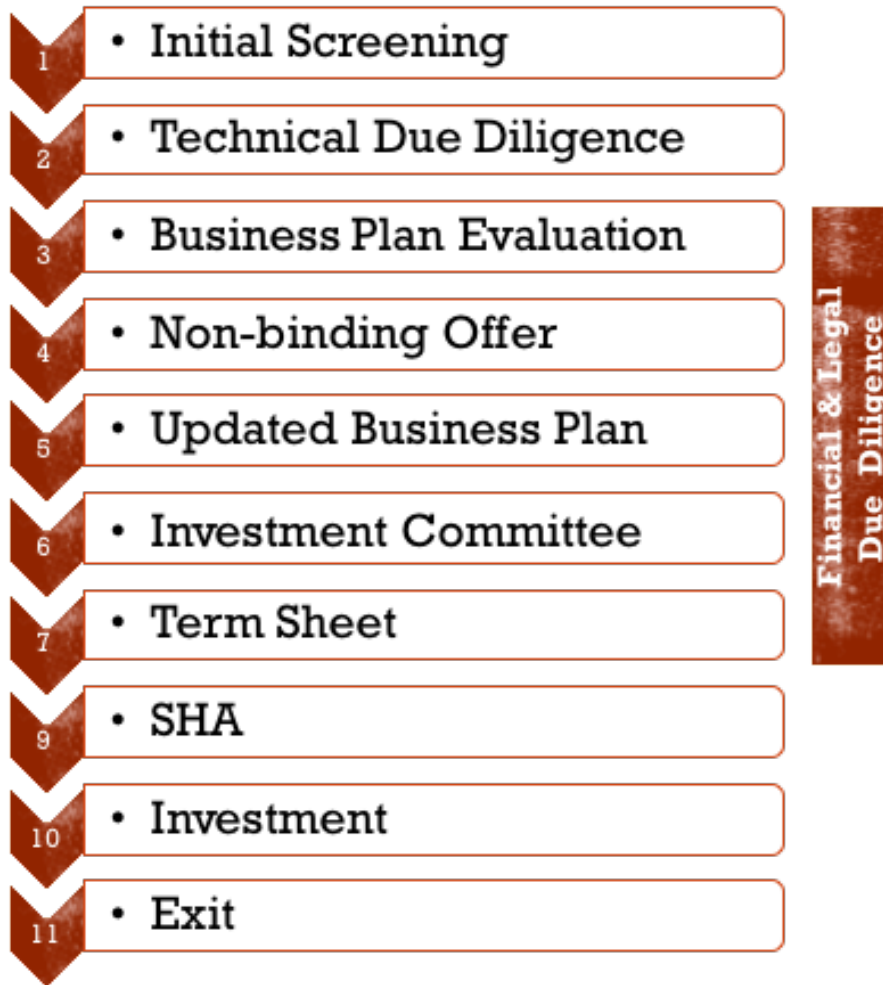 1
• Initial Screening
2
• Technical Due Diligence
3
• Business Plan Evaluation
4
• Non-binding Offer
5
• Updated Business Plan
6
• Investment Committee
7
• Term Sheet
9
• SHA
10
• Investment
11
• Exit
Financial & Legal
Due Diligence